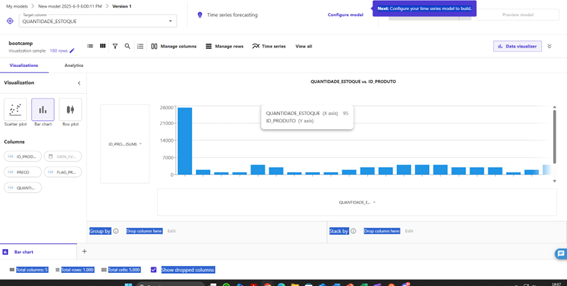 My models > New model 2025-6-9 6:00:11 PM > Version 1
Target column
QUANTIDADE_ESTOQUE
Time series forecasting
Configure model
Next: Configure your time series model to build.
Preview model
bootcamp
Visualization sample: 160 rows
Manage columns
Manage rows
Time series
View all
Data visualizer
Visualizations
Analytics
Visualization
Scatter plot
Bar chart
Box plot
Columns
ID_PROD...
PRECO
FLAG_PR...
QUANTI...
QUANTIDADE_ESTOQUE vs. ID_PRODUTO
28000
21000
14000
7000
0
ID_PRO... (SUM)
QUANTIDADE_ESTOQUE (X axis) 95
ID_PRODUTO (Y axis)
QUANTIDADE_E...
Group by
Drop column here
Edit
Stack by
Drop column here
Edit
Bar chart
+
Total columns: 5
Total rows: 1,000
Total cells: 5,000
Show dropped columns